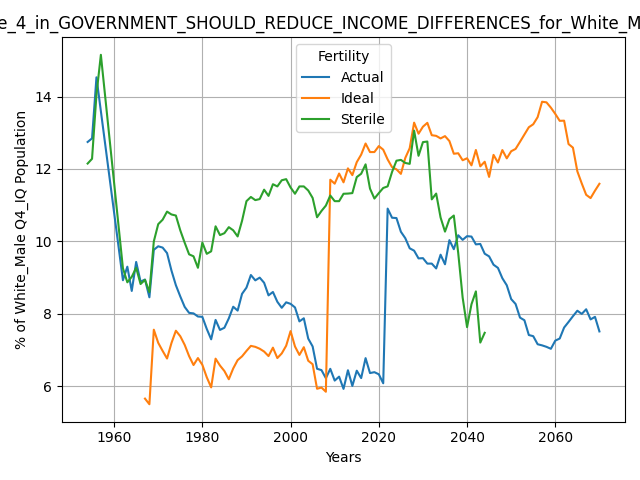 e_4_in_GOVERNMENT_SHOULD_REDUCE_INCOME_DIFFERENCES_for_White_M
Fertility
Actual
Ideal
Sterile
% of White_Male Q4_IQ Population
14
12
10
8
6
1960
1980
2000
2020
2040
2060
Years